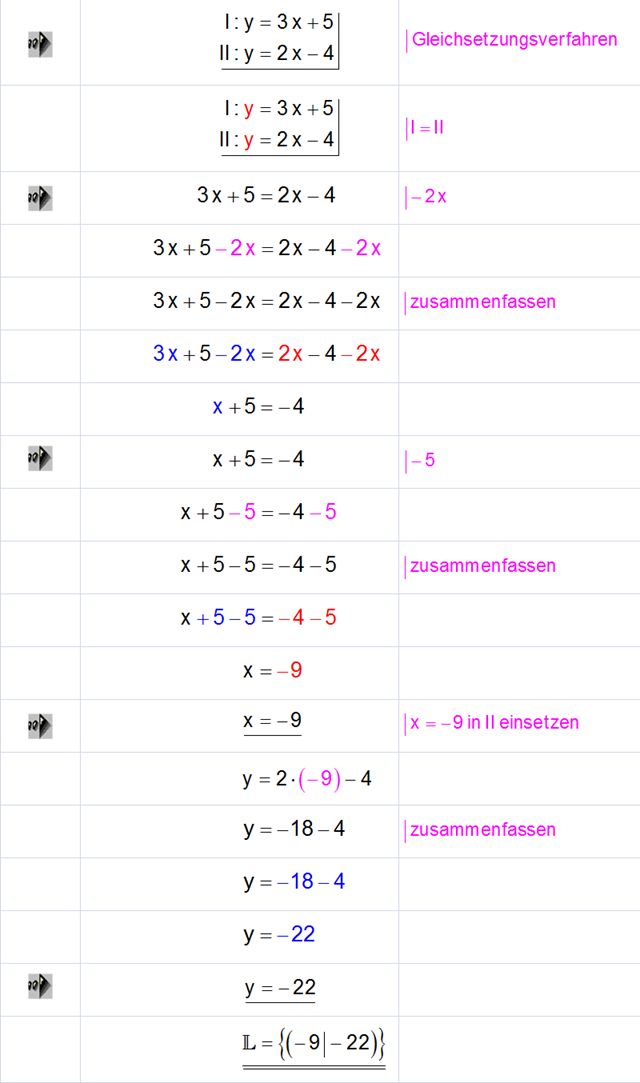 I : y = 3x + 5
II : y = 2x – 4
|Gleichsetzungsverfahren
I : y = 3x + 5
II : y = 2x – 4
|I = II
3x + 5 = 2x – 4 |– 2x
3x + 5 – 2x = 2x – 4 – 2x
3x + 5 – 2x = 2x – 4 – 2x |zusammenfassen
3x + 5 – 2x = 2x – 4 – 2x
x + 5 = –4
x + 5 = –4 |– 5
x + 5 – 5 = –4 – 5
x + 5 – 5 = –4 – 5 |zusammenfassen
x + 5 – 5 = –4 – 5
x = –9
x = –9 |x = –9 in II einsetzen
y = 2·(–9) – 4
y = –18 – 4 |zusammenfassen
y = –18 – 4
y = –22
y = –22
𝕃 = {(–9|–22)}